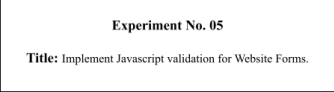 Experiment No. 05
Title: Implement Javascript validation for Website Forms.